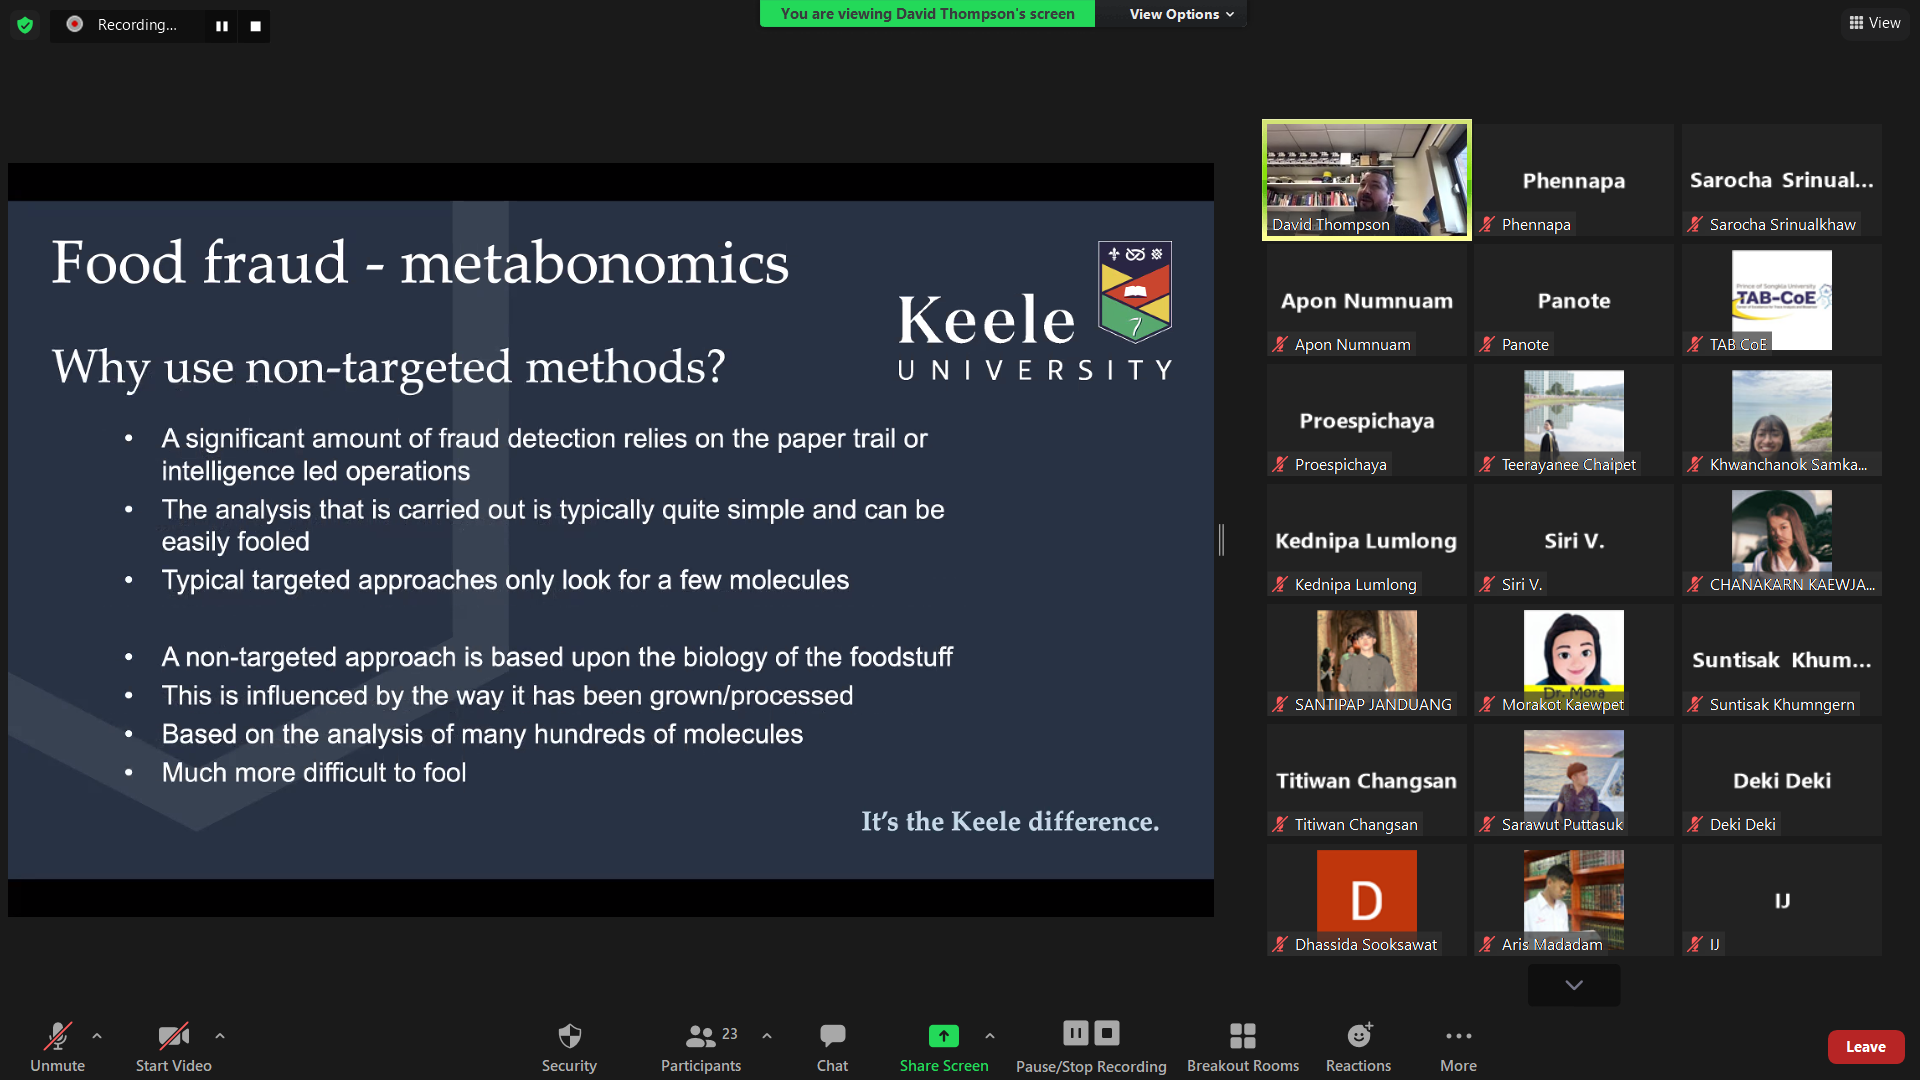 Recording...
You are viewing David Thompson's screen
View Options
View
Food fraud - metabonomics
Keele
UNIVERSITY
Why use non-targeted methods?
• A significant amount of fraud detection relies on the paper trail or
intelligence led operations
• The analysis that is carried out is typically quite simple and can be
easily fooled
• Typical targeted approaches only look for a few molecules
• A non-targeted approach is based upon the biology of the foodstuff
• This is influenced by the way it has been grown/processed
• Based on the analysis of many hundreds of molecules
• Much more difficult to fool
It's the Keele difference.
David Thompson
Phennapa
Phennapa
Sarocha Srinual...
Sarocha Srinualkhaw
Apon Numnuam
Apon Numnuam
Panote
Panote
Prince of Songkla University
TAB-CoE
TAB CoE
Proespichaya
Proespichaya
Teerayanee Chaipet
Khwanchanok Samka...
Kednipa Lumlong
Kednipa Lumlong
Siri V.
Siri V.
CHANAKARN KAEWJA...
SANTIPAP JANDUANG
Dr. Mora
Morakot Kaewpet
Suntisak Khum...
Suntisak Khumngern
Titiwan Changsan
Titiwan Changsan
Sarawut Puttasuk
Deki Deki
Deki Deki
D
Dhassida Sooksawat
Aris Madadam
IJ
IJ
Unmute
Start Video
Security
23
Participants
Chat
Share Screen
Pause/Stop Recording
Breakout Rooms
Reactions
More
Leave